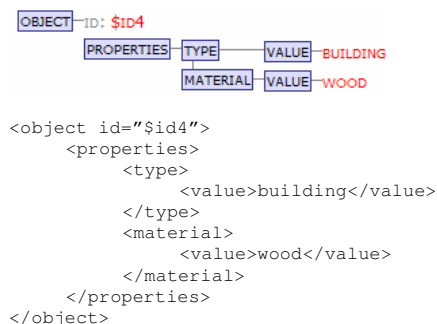 OBJECT ID: $ID4
PROPERTIES TYPE VALUE BUILDING
MATERIAL VALUE WOOD
<object id="$id4">
<properties>
<type>
<value>building</value>
</type>
<material>
<value>wood</value>
</material>
</properties>
</object>